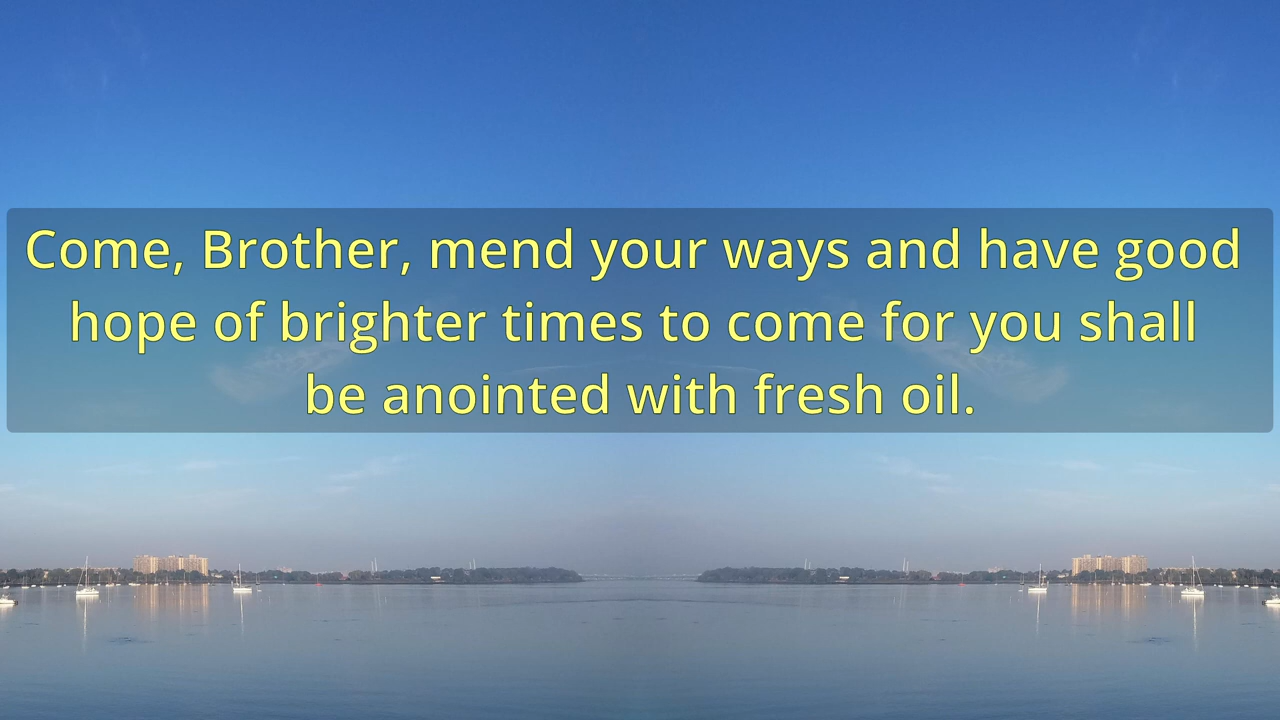 Come, Brother, mend your ways and have good
hope of brighter times to come for you shall
be anointed with fresh oil.